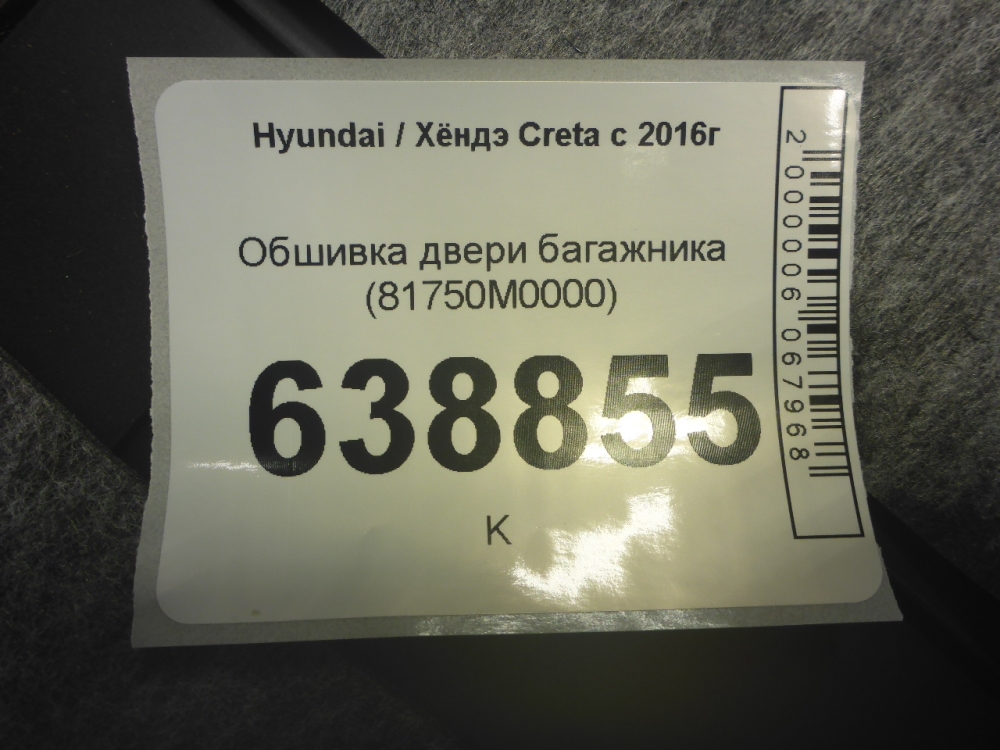 Hyundai / Хёндэ Creta с 2016г
Обшивка двери багажника
(81750M0000)
638855
К
2000006067968